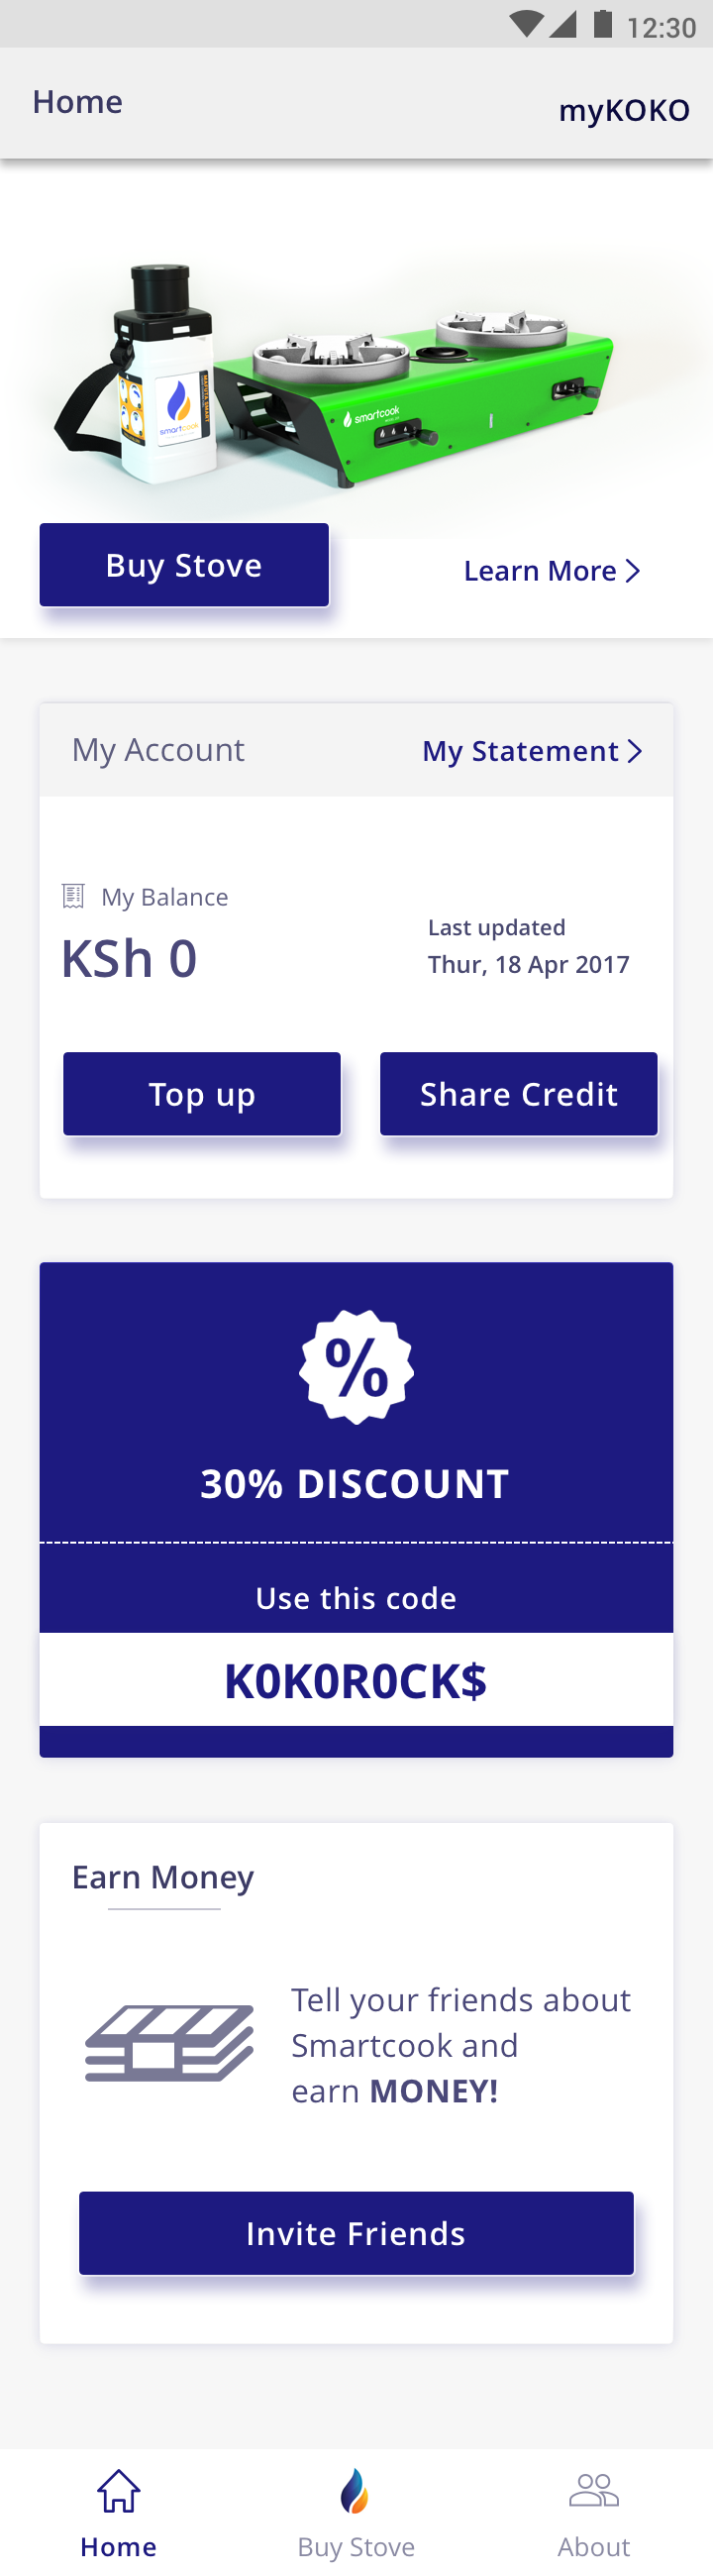 12:30
Home
myKOKO
smartcook
smartcook
Buy Stove
Learn More
My Account
My Statement
My Balance
KSh 0
Last updated
Thur, 18 Apr 2017
Top up
Share Credit
%
30% DISCOUNT
Use this code
K0K0R0CK$
Earn Money
Tell your friends about
Smartcook and
earn MONEY!
Invite Friends
Home
Buy Stove
About